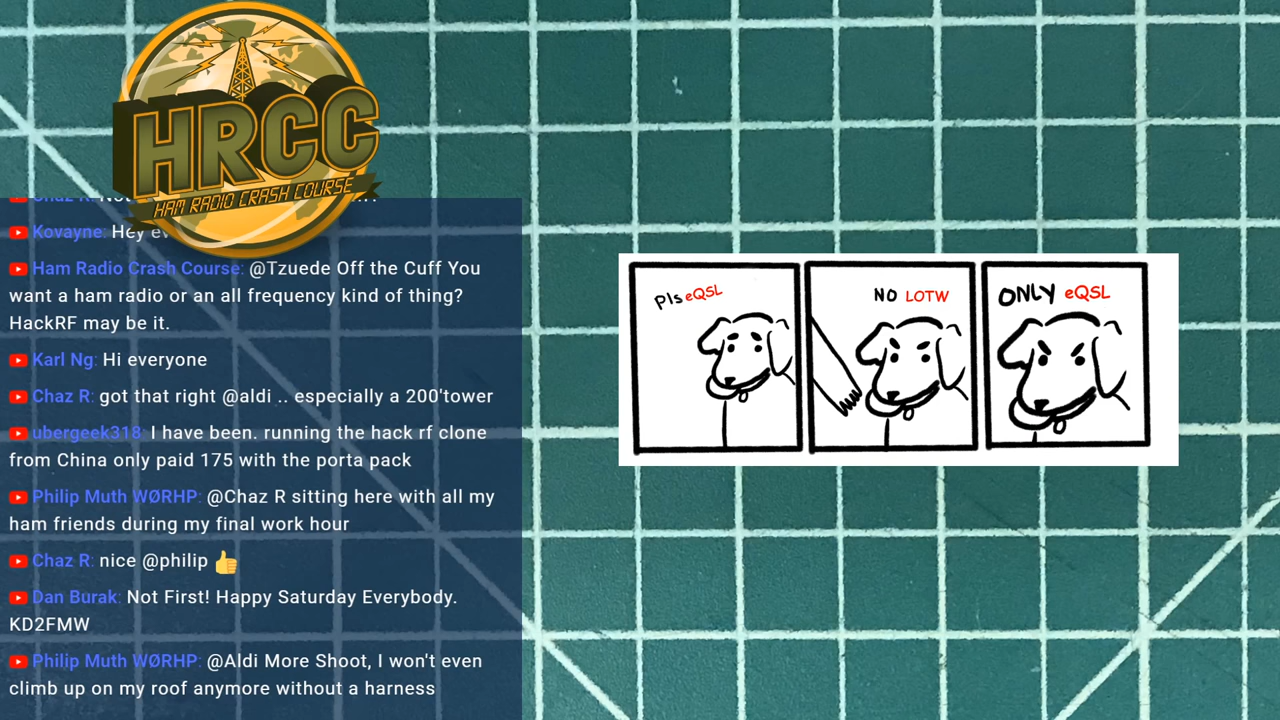 HRCC
HAM RADIO CRASH COURSE
Chaz R:
Kovayne: Hey
Ham Radio Crash Course: @Tzuede Off the Cuff You
want a ham radio or an all frequency kind of thing?
HackRF may be it.
Karl Ng: Hi everyone
Chaz R: got that right @aldi .. especially a 200'tower
ubergeek318: I have been. running the hack rf clone
from China only paid 175 with the porta pack
Philip Muth WØRHP: @Chaz R sitting here with all my
ham friends during my final work hour
Chaz R: nice @philip 👍
Dan Burak: Not First! Happy Saturday Everybody.
KD2FMW
Philip Muth WØRHP: @Aldi More Shoot, I won't even
climb up on my roof anymore without a harness
pls eQSL
NO LOTW
ONLY eQSL